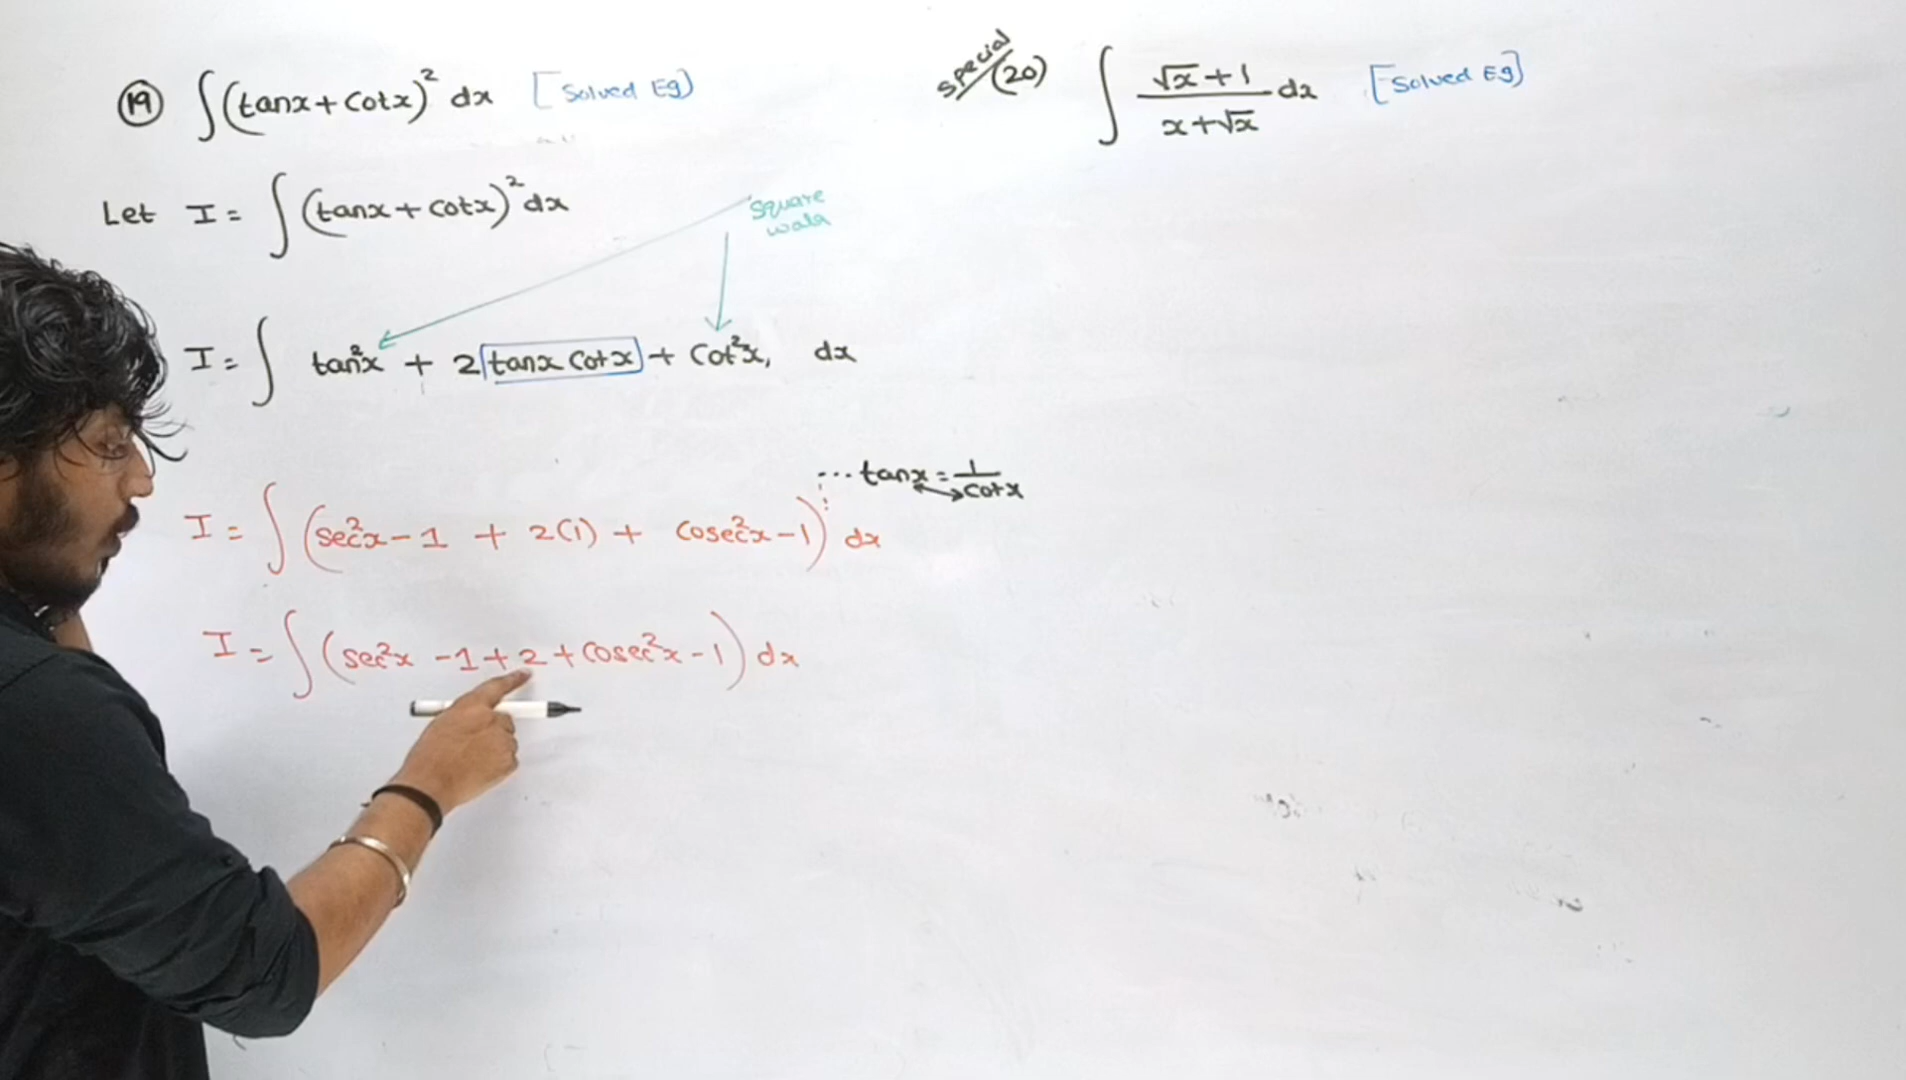 (19) ∫(tanx+cotx)² dx [Solved Eg]
Let I = ∫(tanx+cotx)² dx
Square
wala
I = ∫ tan²x + 2 tanx cotx + cot²x, dx
... tanx = 1/cotx
I = ∫(sec²x-1 + 2(1) + cosec²x-1) dx
I = ∫(sec²x -1+2+cosec²x-1) dx
special
(20) ∫ (√x+1)/(x+√x) dx [Solved Eg]